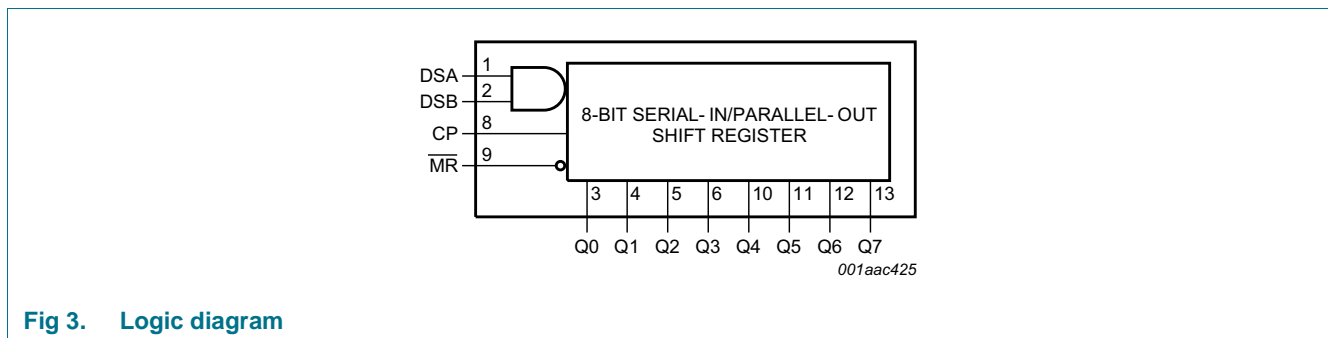 DSA 1
DSB 2
CP 8
M̅R̅ 9
8-BIT SERIAL- IN/PARALLEL- OUT
SHIFT REGISTER
3 4 5 6 10 11 12 13
Q0 Q1 Q2 Q3 Q4 Q5 Q6 Q7
001aac425
Fig 3. Logic diagram